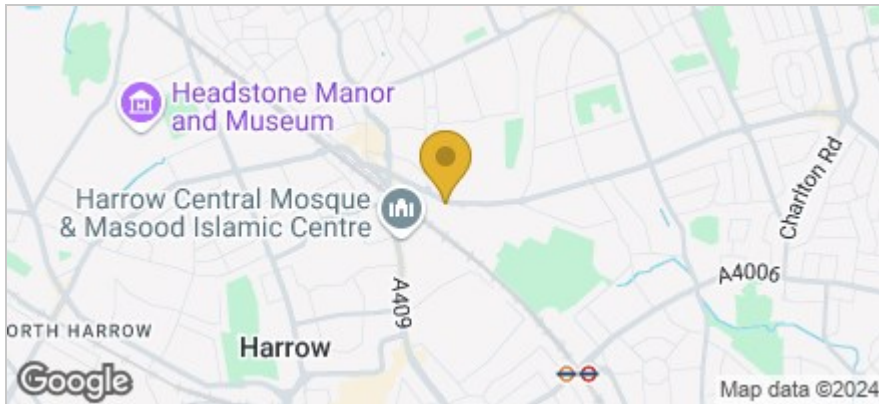 Headstone Manor
and Museum
Harrow Central Mosque
& Masood Islamic Centre
Charlton Rd
A4006
A409
ORTH HARROW
Harrow
Google
Map data ©2024